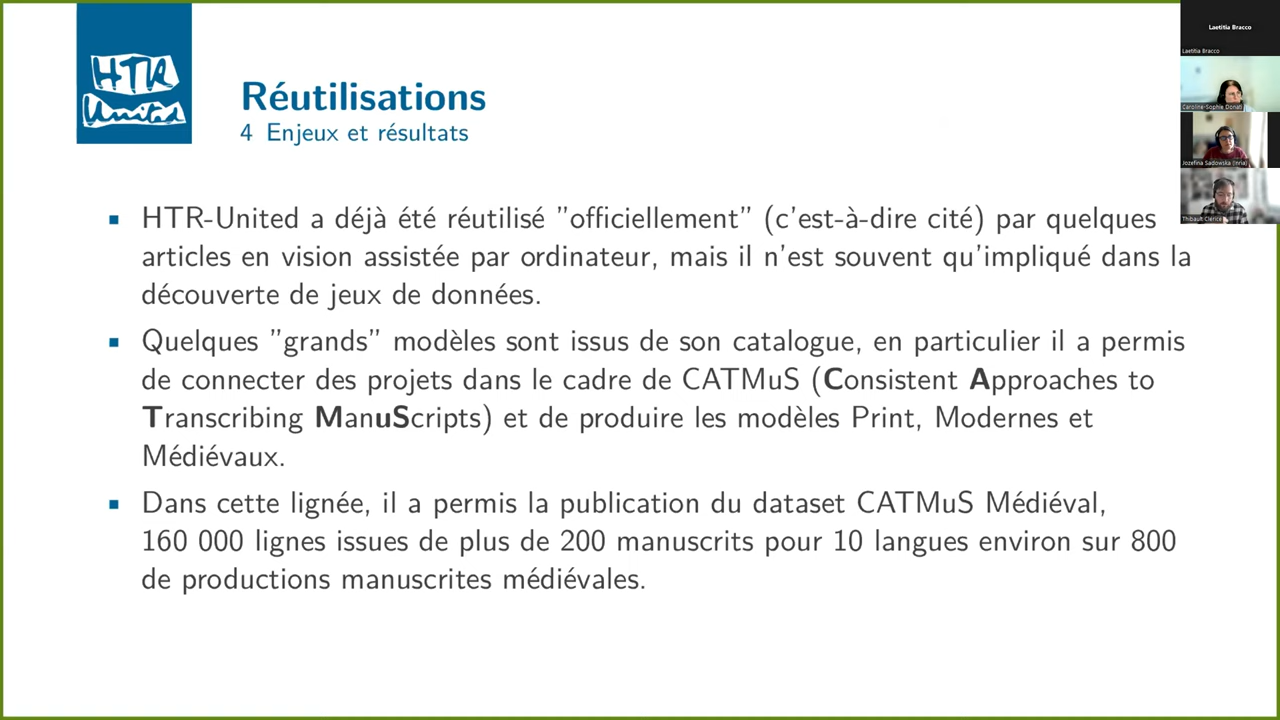 HTR
United
Réutilisations
4 Enjeux et résultats
HTR-United a déjà été réutilisé ”officiellement” (c’est-à-dire cité) par quelques
articles en vision assistée par ordinateur, mais il n’est souvent qu’impliqué dans la
découverte de jeux de données.
Quelques ”grands” modèles sont issus de son catalogue, en particulier il a permis
de connecter des projets dans le cadre de CATMuS (Consistent Approaches to
Transcribing ManuScripts) et de produire les modèles Print, Modernes et
Médiévaux.
Dans cette lignée, il a permis la publication du dataset CATMuS Médiéval,
160 000 lignes issues de plus de 200 manuscrits pour 10 langues environ sur 800
de productions manuscrites médiévales.
Laetitia Bracco
Laetitia Bracco
Caroline-Sophie Donati
Jozefina Sadowska (Inria)
Thibault Clérice